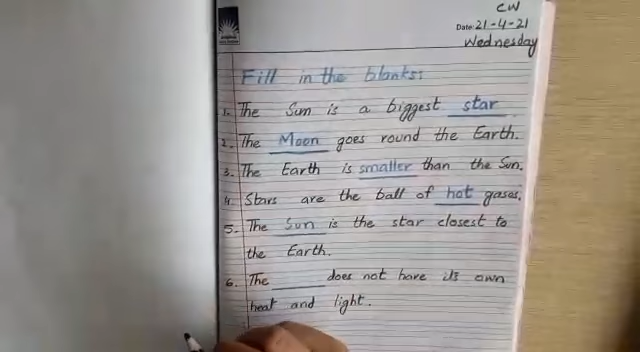 CW
Date: 21-4-21
Wednesday
Fill in the blanks:
1. The Sun is a biggest star
2. The Moon goes round the Earth.
3. The Earth is smaller than the Sun.
4. Stars are the ball of hot gases.
5. The Sun is the star closest to
the Earth.
6. The ______ does not have its own
heat and light.